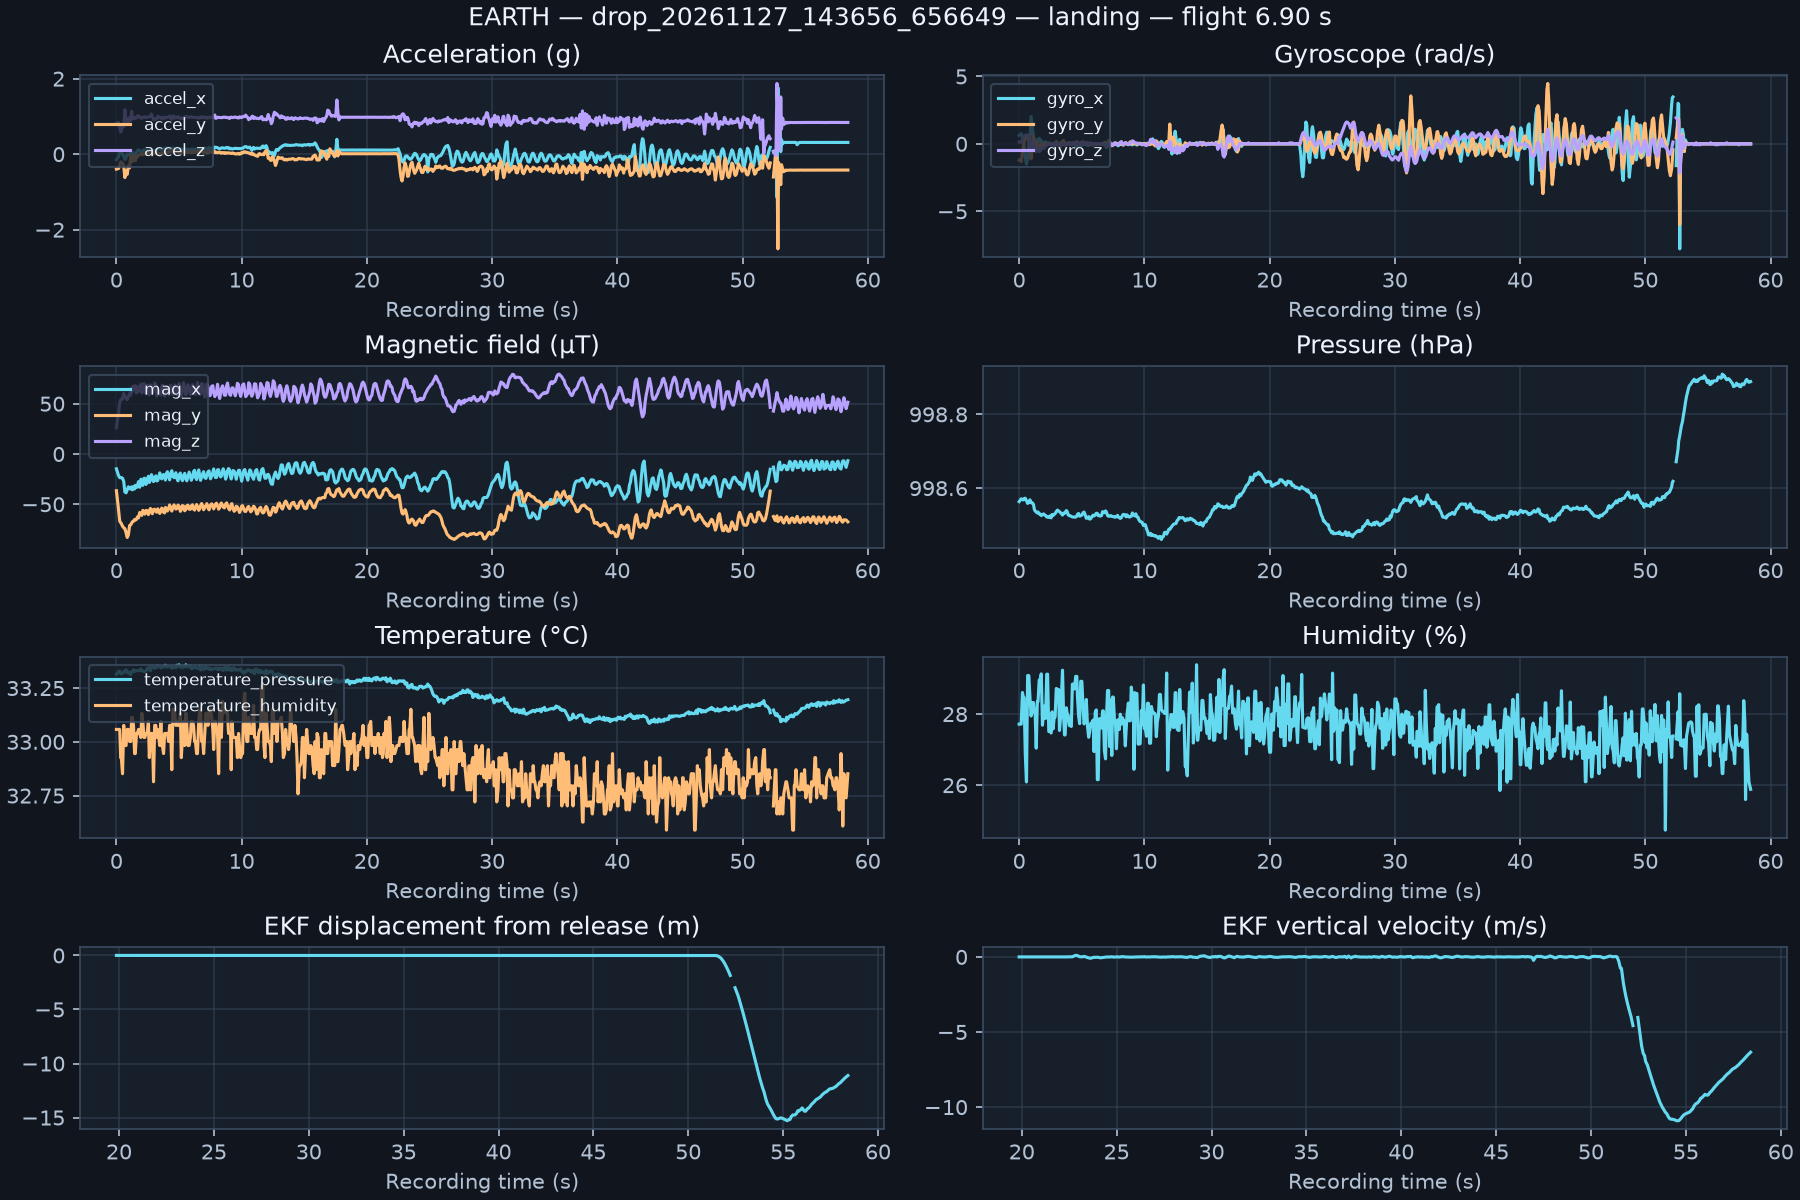 EARTH — drop_20261127_143656_656649 — landing — flight 6.90 s
Acceleration (g)
2
0
−2
accel_x
accel_y
accel_z
0 10 20 30 40 50 60
Recording time (s)
Gyroscope (rad/s)
5
0
−5
gyro_x
gyro_y
gyro_z
0 10 20 30 40 50 60
Recording time (s)
Magnetic field (µT)
50
0
−50
mag_x
mag_y
mag_z
0 10 20 30 40 50 60
Recording time (s)
Pressure (hPa)
998.8
998.6
0 10 20 30 40 50 60
Recording time (s)
Temperature (°C)
33.25
33.00
32.75
temperature_pressure
temperature_humidity
0 10 20 30 40 50 60
Recording time (s)
Humidity (%)
28
26
0 10 20 30 40 50 60
Recording time (s)
EKF displacement from release (m)
0
−5
−10
−15
20 25 30 35 40 45 50 55 60
Recording time (s)
EKF vertical velocity (m/s)
0
−5
−10
20 25 30 35 40 45 50 55 60
Recording time (s)